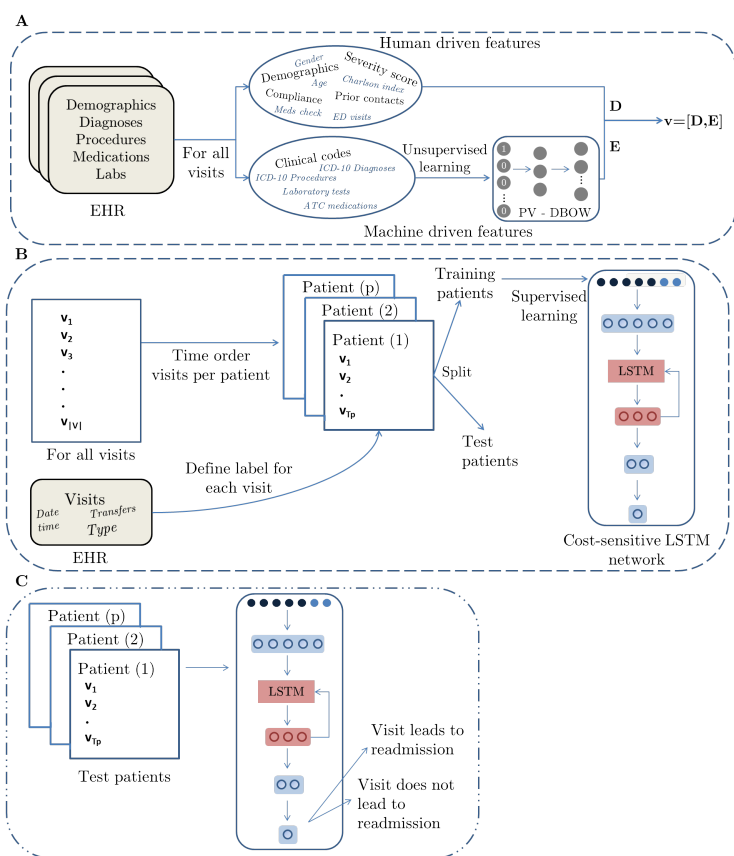 A
Human driven features
Gender
Demographics
Severity score
Age
Charlson index
Compliance
Prior contacts
Meds check
ED visits
Demographics
Diagnoses
Procedures
Medications
Labs
EHR
For all
visits
D
E
v=[D,E]
Clinical codes
ICD-10 Diagnoses
ICD-10 Procedures
Laboratory tests
ATC medications
Unsupervised
learning
1
0
0
0
PV - DBOW
Machine driven features
B
v1
v2
v3
.
.
.
v|v|
For all visits
Time order
visits per patient
Patient (p)
Patient (2)
Patient (1)
v1
v2
.
vTp
Split
Training
patients
Test
patients
Supervised
learning
LSTM
Cost-sensitive LSTM
network
Define label for
each visit
Visits
Date
time
Transfers
Type
EHR
C
Patient (p)
Patient (2)
Patient (1)
v1
v2
.
vTp
Test patients
LSTM
Visit leads to
readmission
Visit does not
lead to
readmission